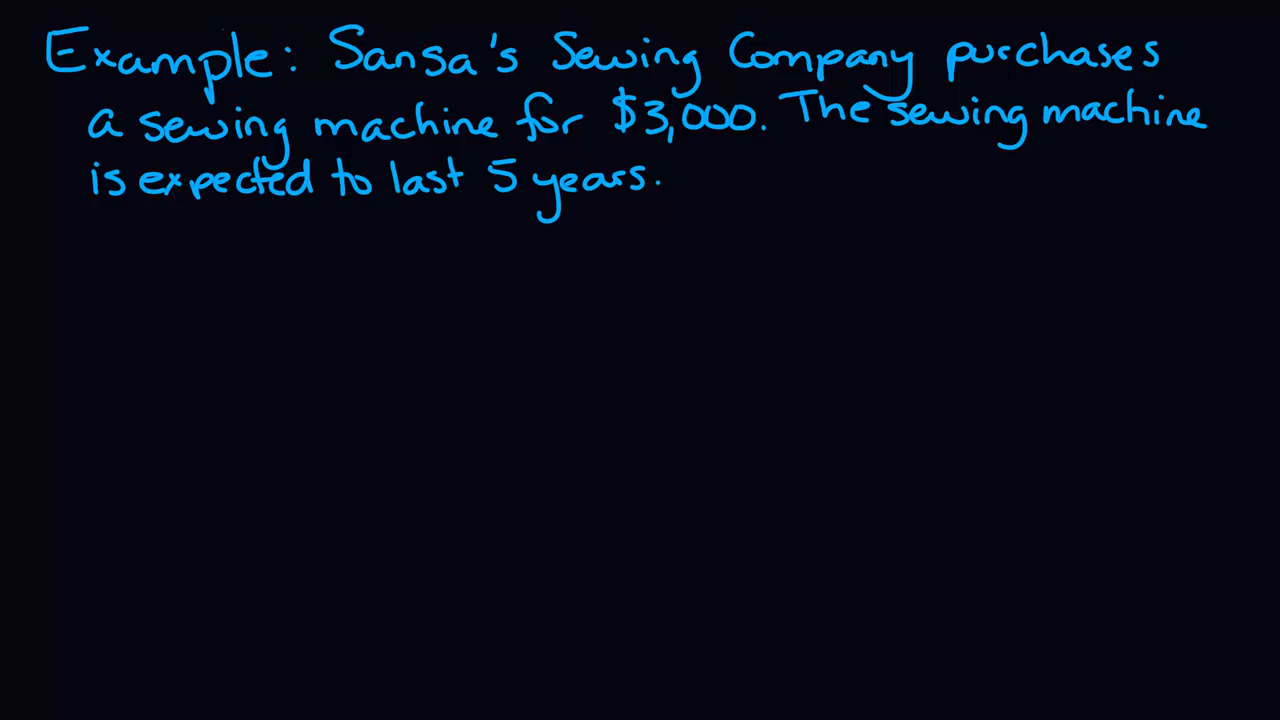 Example: Sansa's Sewing Company purchases
a sewing machine for $3,000. The sewing machine
is expected to last 5 years.